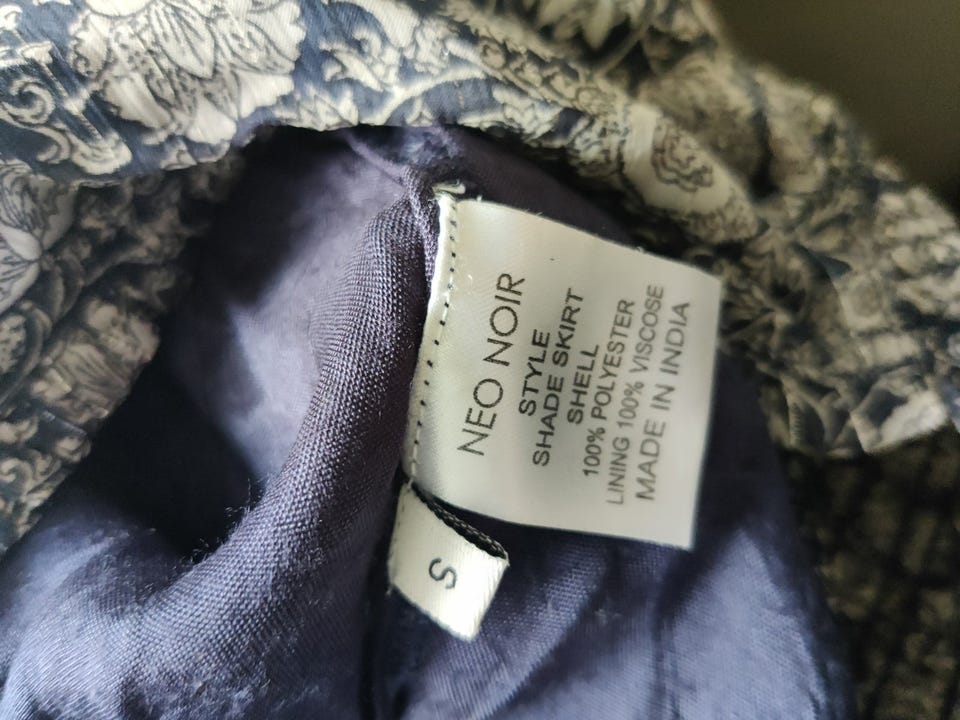 NEO NOIR
STYLE
SHADE SKIRT
SHELL
100% POLYESTER
LINING 100% VISCOSE
MADE IN INDIA
S